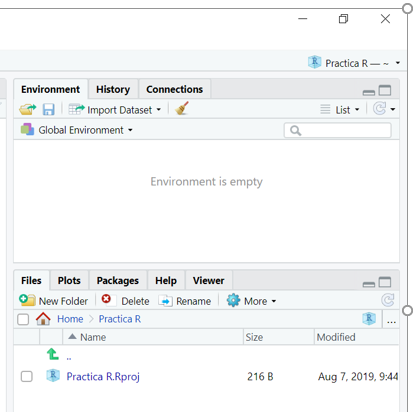 Practica R — ~
Environment History Connections
Import Dataset List
Global Environment
Environment is empty
Files Plots Packages Help Viewer
New Folder Delete Rename More
Home Practica R ...
Name Size Modified
..
Practica R.Rproj 216 B Aug 7, 2019, 9:44